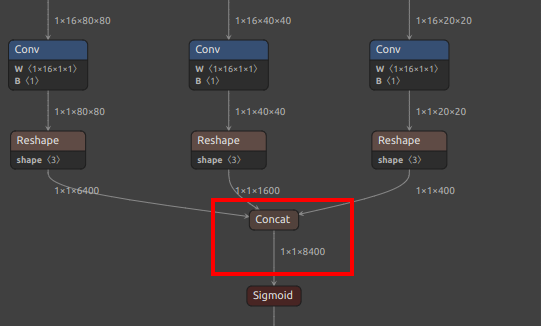 1×16×80×80 1×16×40×40 1×16×20×20
Conv Conv Conv
W 〈1×16×1×1〉 W 〈1×16×1×1〉 W 〈1×16×1×1〉
B 〈1〉 B 〈1〉 B 〈1〉
1×1×80×80 1×1×40×40 1×1×20×20
Reshape Reshape Reshape
shape 〈3〉 shape 〈3〉 shape 〈3〉
1×1×6400 1×1×1600 1×1×400
Concat
1×1×8400
Sigmoid